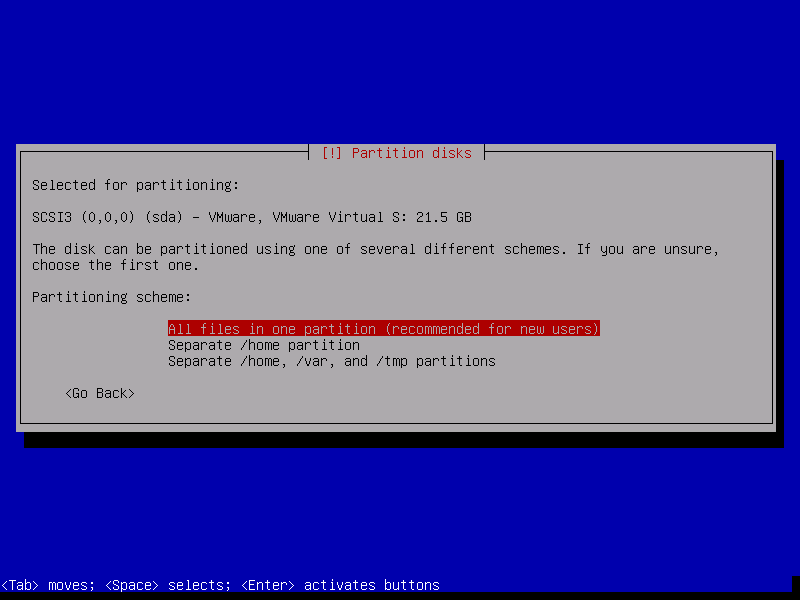 [!] Partition disks
Selected for partitioning:
SCSI3 (0,0,0) (sda) - VMware, VMware Virtual S: 21.5 GB
The disk can be partitioned using one of several different schemes. If you are unsure,
choose the first one.
Partitioning scheme:
All files in one partition (recommended for new users)
Separate /home partition
Separate /home, /var, and /tmp partitions
<Go Back>
<Tab> moves; <Space> selects; <Enter> activates buttons